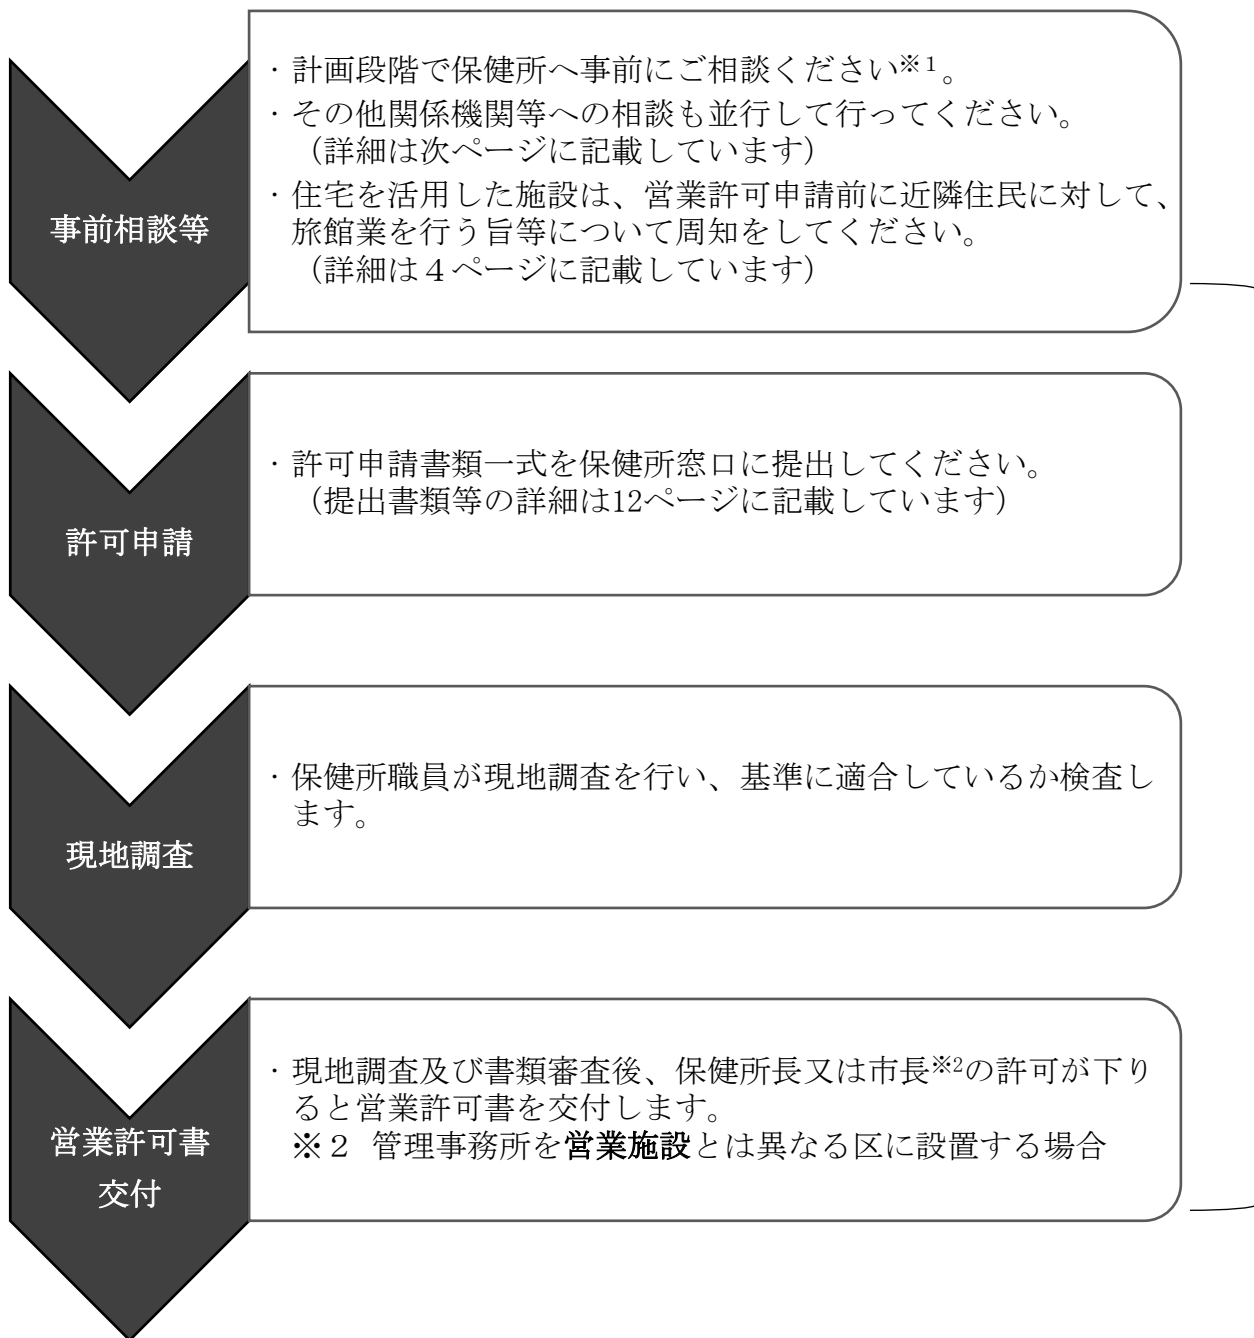 事前相談等
・計画段階で保健所へ事前にご相談ください※1。
・その他関係機関等への相談も並行して行ってください。
（詳細は次ページに記載しています）
・住宅を活用した施設は、営業許可申請前に近隣住民に対して、
旅館業を行う旨等について周知をしてください。
（詳細は４ページに記載しています）
許可申請
・許可申請書類一式を保健所窓口に提出してください。
（提出書類等の詳細は12ページに記載しています）
現地調査
・保健所職員が現地調査を行い、基準に適合しているか検査し
ます。
営業許可書
交付
・現地調査及び書類審査後、保健所長又は市長※2の許可が下り
ると営業許可書を交付します。
※２ 管理事務所を営業施設とは異なる区に設置する場合